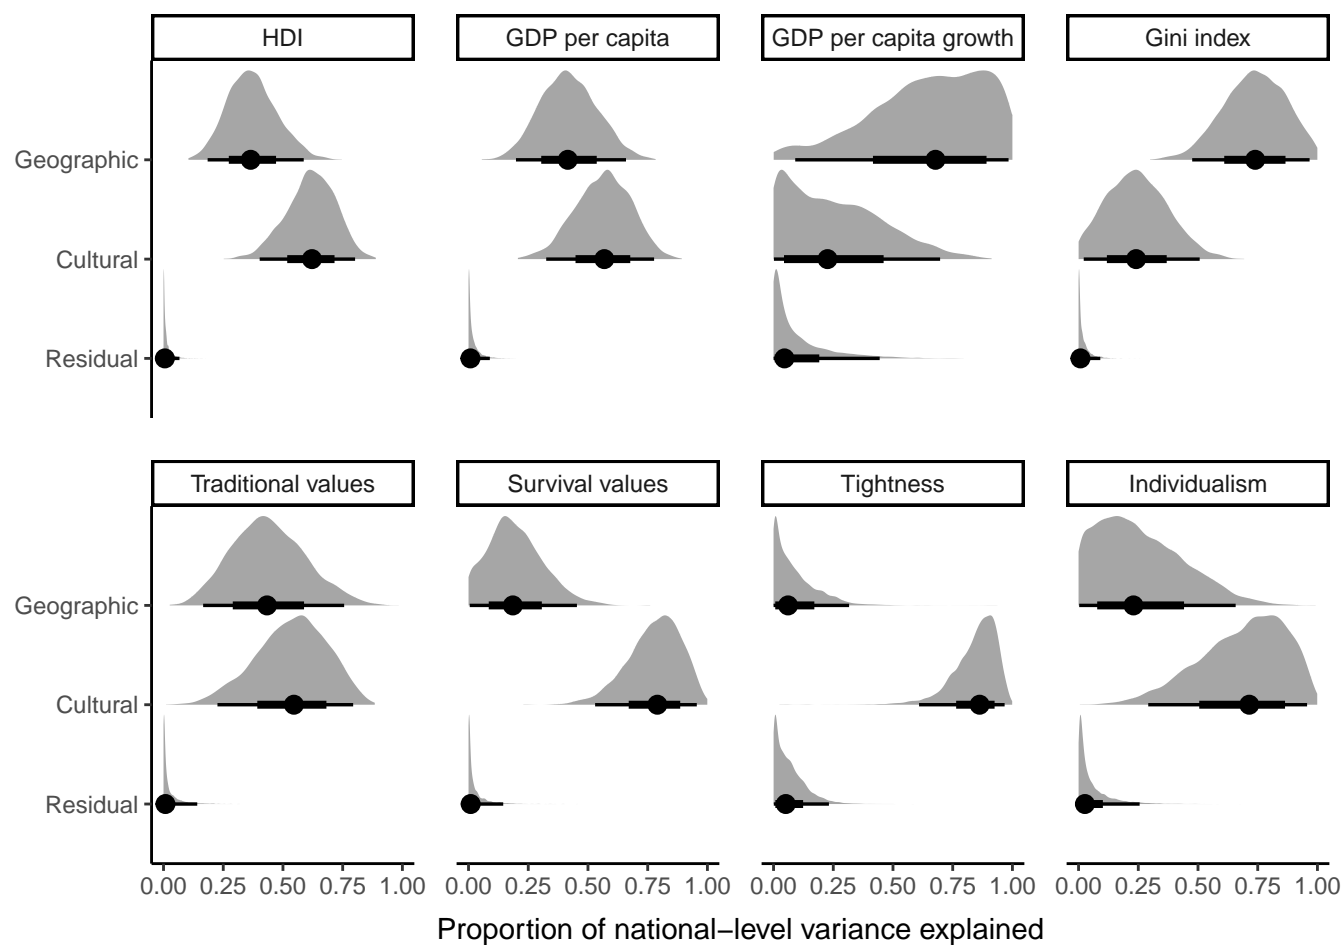 HDI GDP per capita GDP per capita growth Gini index
Geographic
Cultural
Residual
Traditional values Survival values Tightness Individualism
Geographic
Cultural
Residual
0.00 0.25 0.50 0.75 1.00 0.00 0.25 0.50 0.75 1.00 0.00 0.25 0.50 0.75 1.00 0.00 0.25 0.50 0.75 1.00
Proportion of national−level variance explained